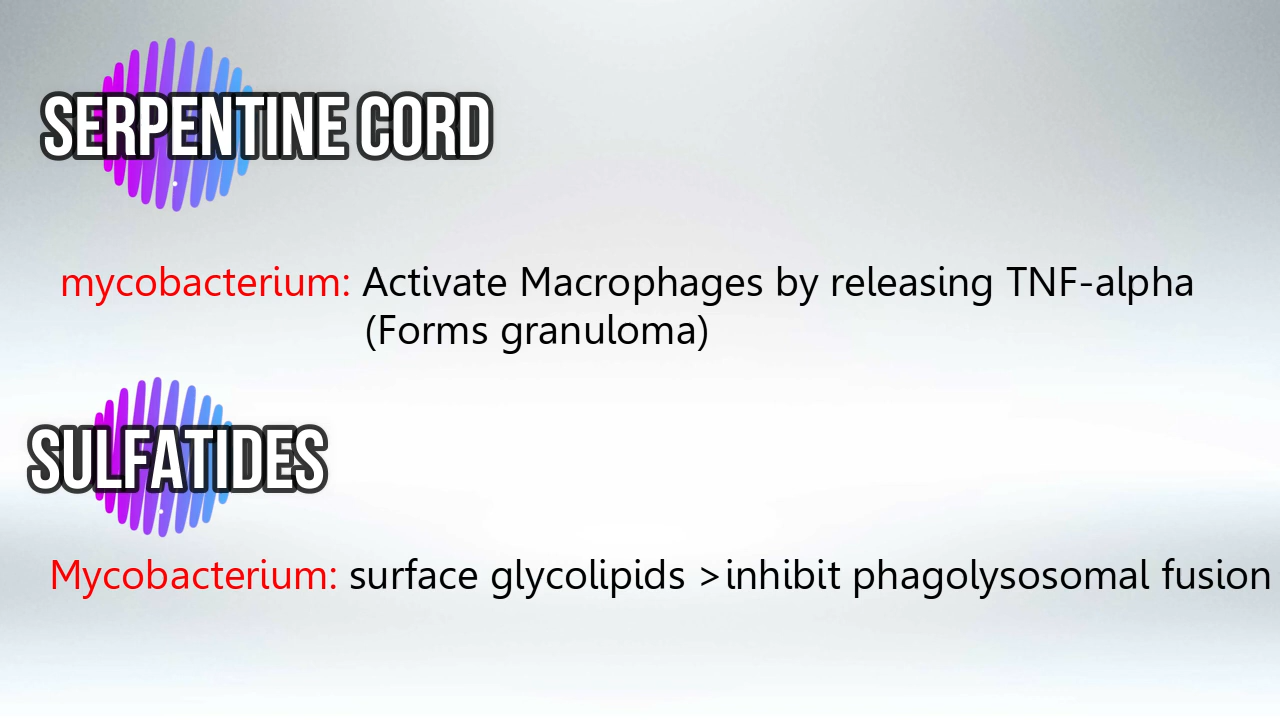 SERPENTINE CORD
mycobacterium: Activate Macrophages by releasing TNF-alpha
(Forms granuloma)
SULFATIDES
Mycobacterium: surface glycolipids >inhibit phagolysosomal fusion